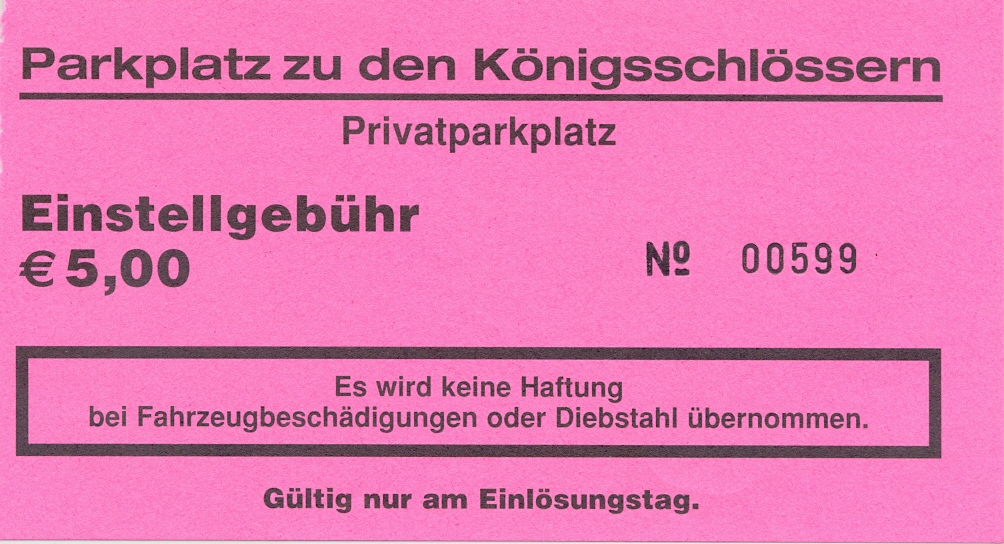 Parkplatz zu den Königsschlössern
Privatparkplatz
Einstellgebühr
€ 5,00
Nº 00599
Es wird keine Haftung
bei Fahrzeugbeschädigungen oder Diebstahl übernommen.
Gültig nur am Einlösungstag.